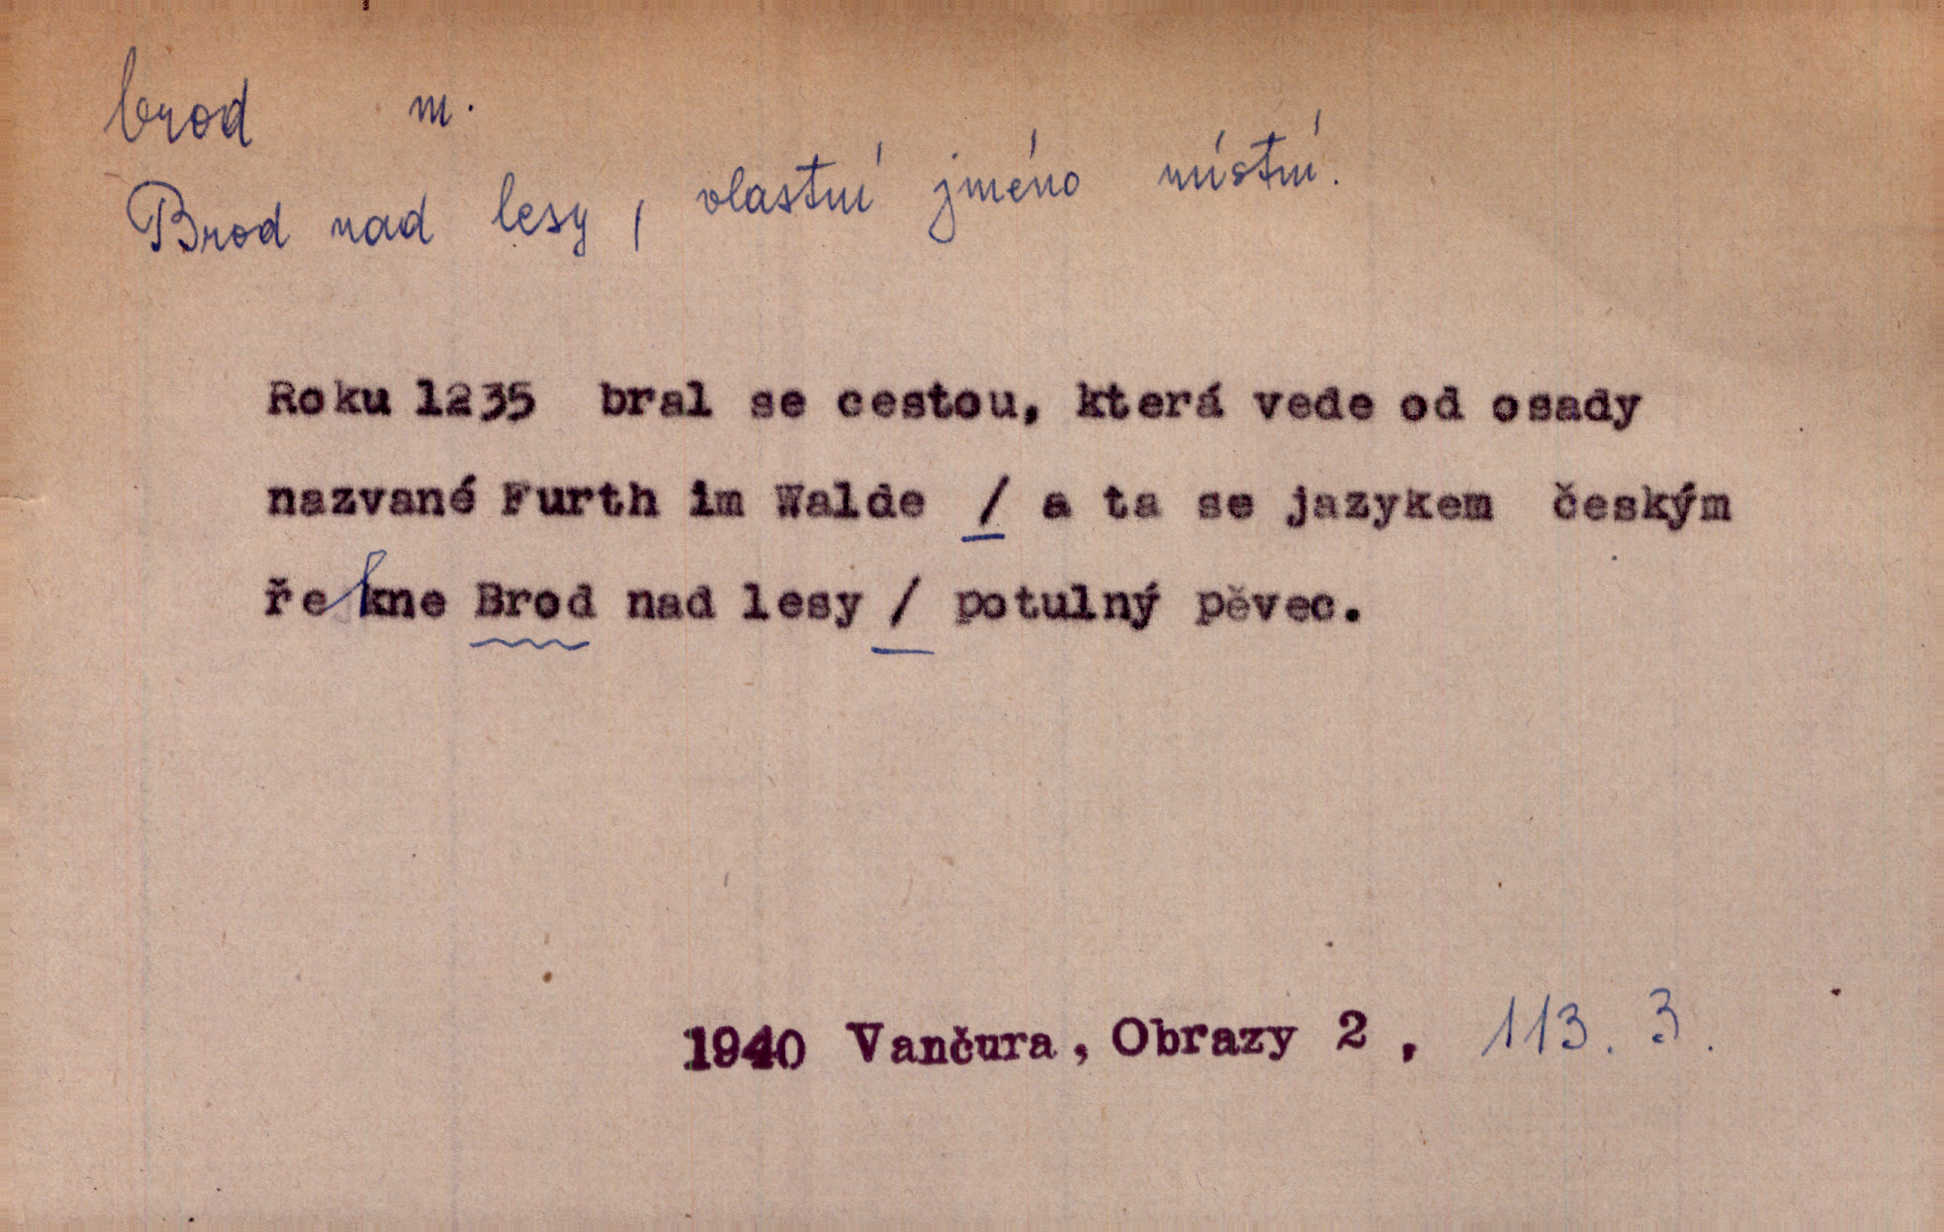 brod m.
Brod nad lesy, vlastní jméno místní.
Roku 1235 bral se cestou, která vede od osady
nazvané Furth im Walde / a ta se jazykem českým
řekne Brod nad lesy / potulný pěvec.
1940 Vančura, Obrazy 2, 113. 3.